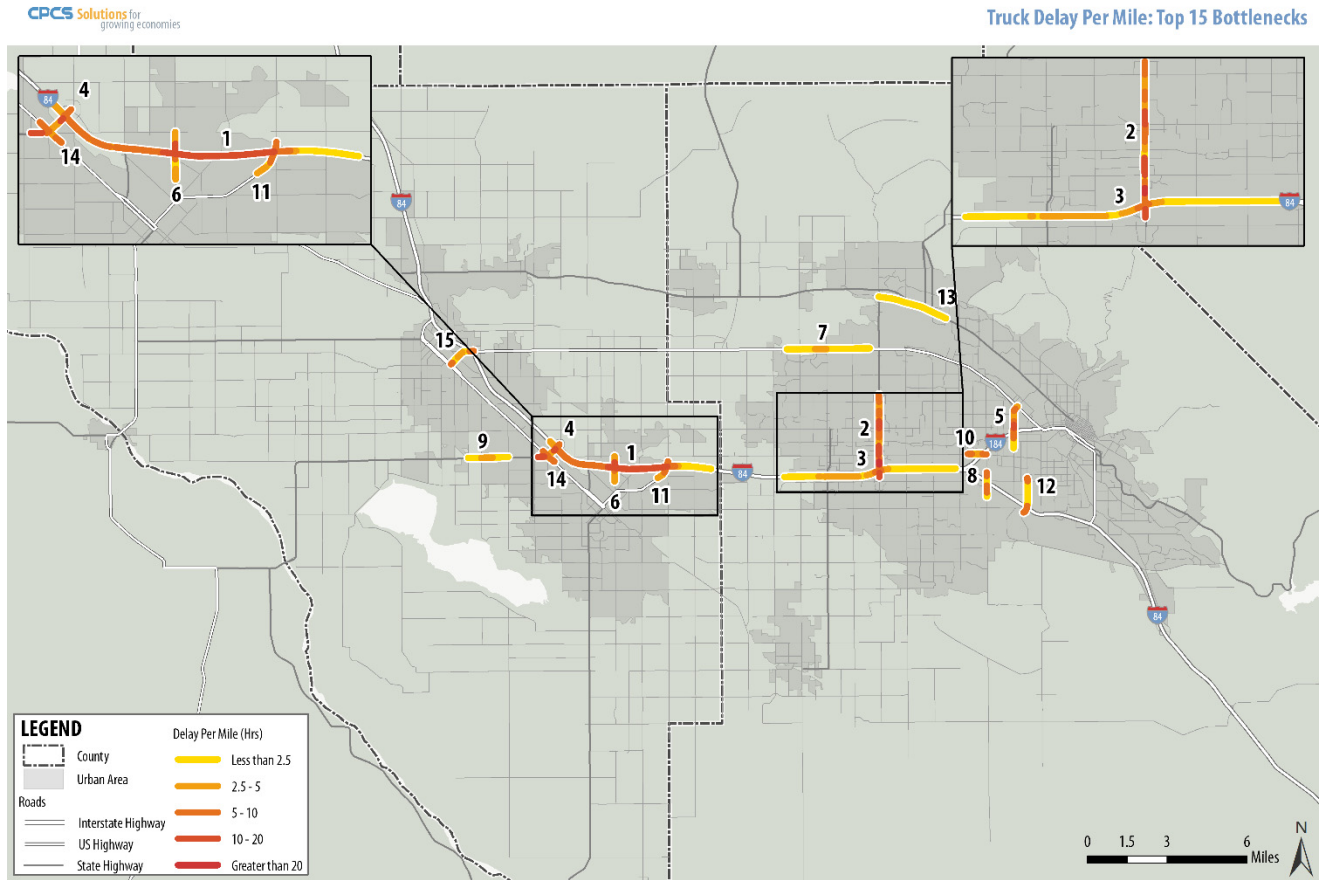 CPCS Solutions for
growing economies
Truck Delay Per Mile: Top 15 Bottlenecks
84
4
1
14
6
11
2
3
84
84
13
15
7
4
9
1
14
6
11
84
2
3
5
10
184
8
12
84
LEGEND
County
Urban Area
Roads
Interstate Highway
US Highway
State Highway
Delay Per Mile (Hrs)
Less than 2.5
2.5 - 5
5 - 10
10 - 20
Greater than 20
0 1.5 3 6
Miles
N